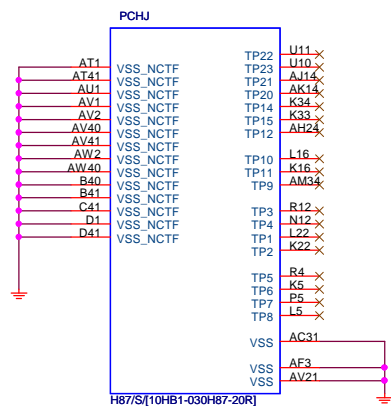 PCHJ
AT1 VSS_NCTF
AT41 VSS_NCTF
AU1 VSS_NCTF
AV1 VSS_NCTF
AV2 VSS_NCTF
AV40 VSS_NCTF
AV41 VSS_NCTF
AW2 VSS_NCTF
AW40 VSS_NCTF
B40 VSS_NCTF
B41 VSS_NCTF
C41 VSS_NCTF
D1 VSS_NCTF
D41 VSS_NCTF
TP22 U11
TP23 U10
TP21 AJ14
TP20 AK14
TP14 K34
TP15 K33
TP12 AH24
TP10 L16
TP11 K16
TP9 AM34
TP3 R12
TP4 N12
TP1 L22
TP2 K22
TP5 R4
TP6 K5
TP7 P5
TP8 L5
VSS AC31
VSS AF3
VSS AV21
H87/S/[10HB1-030H87-20R]